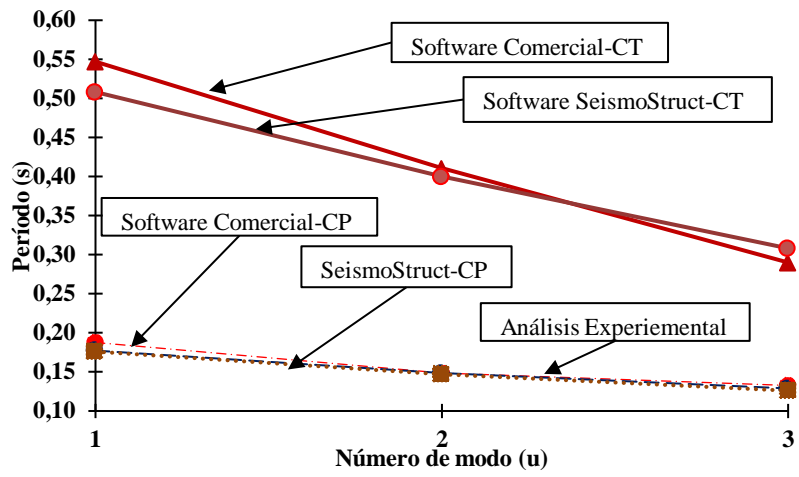 0,60
0,55
0,50
0,45
0,40
0,35
0,30
0,25
0,20
0,15
0,10
Período (s)
Software Comercial-CT
Software SeismoStruct-CT
Software Comercial-CP
SeismoStruct-CP
Análisis Experiemental
1
2
3
Número de modo (u)